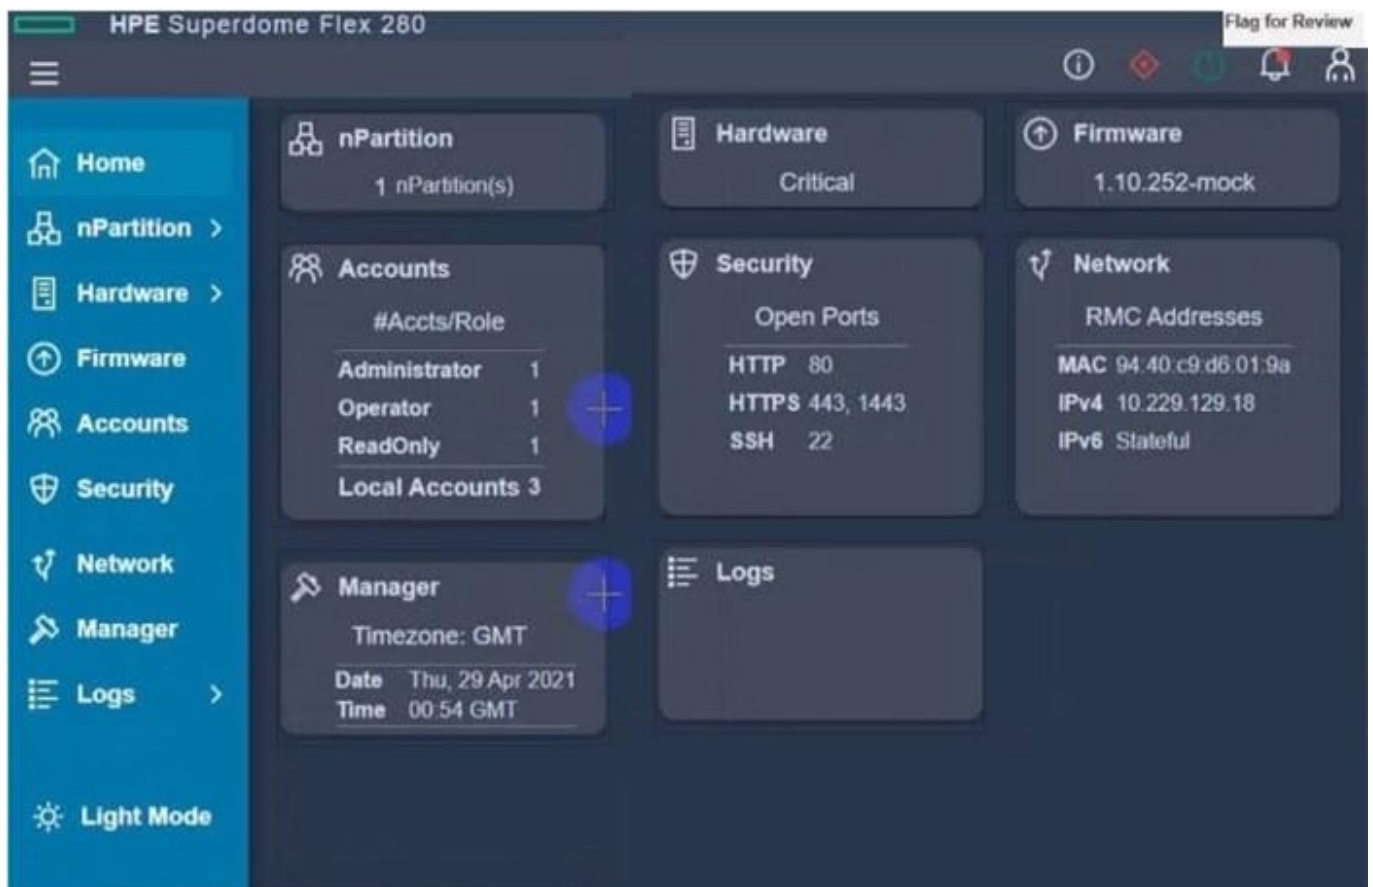 HPE Superdome Flex 280
Flag for Review
Home
nPartition >
Hardware >
Firmware
Accounts
Security
Network
Manager
Logs >
Light Mode
nPartition
1 nPartition(s)
Hardware
Critical
Firmware
1.10.252-mock
Accounts
#Accts/Role
Administrator 1
Operator 1
ReadOnly 1
Local Accounts 3
Security
Open Ports
HTTP 80
HTTPS 443, 1443
SSH 22
Network
RMC Addresses
MAC 94:40:c9:d6:01:9a
IPv4 10.229.129.18
IPv6 Stateful
Manager
Timezone: GMT
Date Thu, 29 Apr 2021
Time 00:54 GMT
Logs